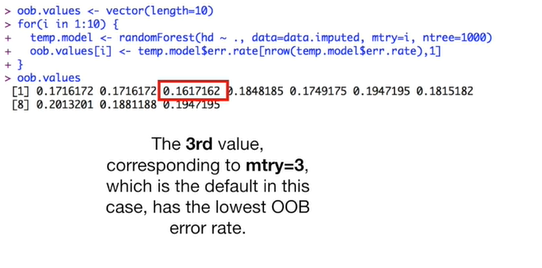 > oob.values <- vector(length=10)
> for(i in 1:10) {
+ temp.model <- randomForest(hd ~ ., data=data.imputed, mtry=i, ntree=1000)
+ oob.values[i] <- temp.model$err.rate[nrow(temp.model$err.rate),1]
+ }
> oob.values
[1] 0.1716172 0.1716172 0.1617162 0.1848185 0.1749175 0.1947195 0.1815182
[8] 0.2013201 0.1881188 0.1947195
The 3rd value,
corresponding to mtry=3,
which is the default in this
case, has the lowest OOB
error rate.